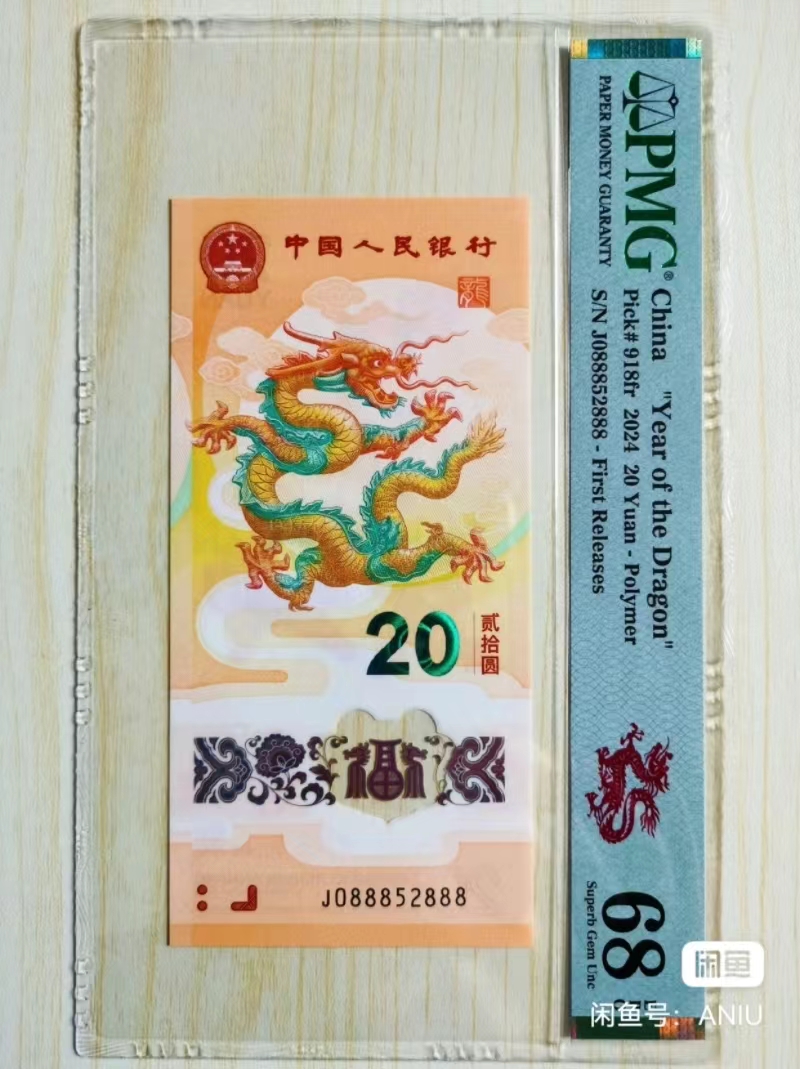 中国人民银行
龍
20
贰拾圆
福
J088852888
PMG®
PAPER MONEY GUARANTY
China "Year of the Dragon"
Pick# 918fr 2024 20 Yuan - Polymer
S/N J088852888 - First Releases
68
Superb Gem Unc
闲鱼
闲鱼号：ANIU